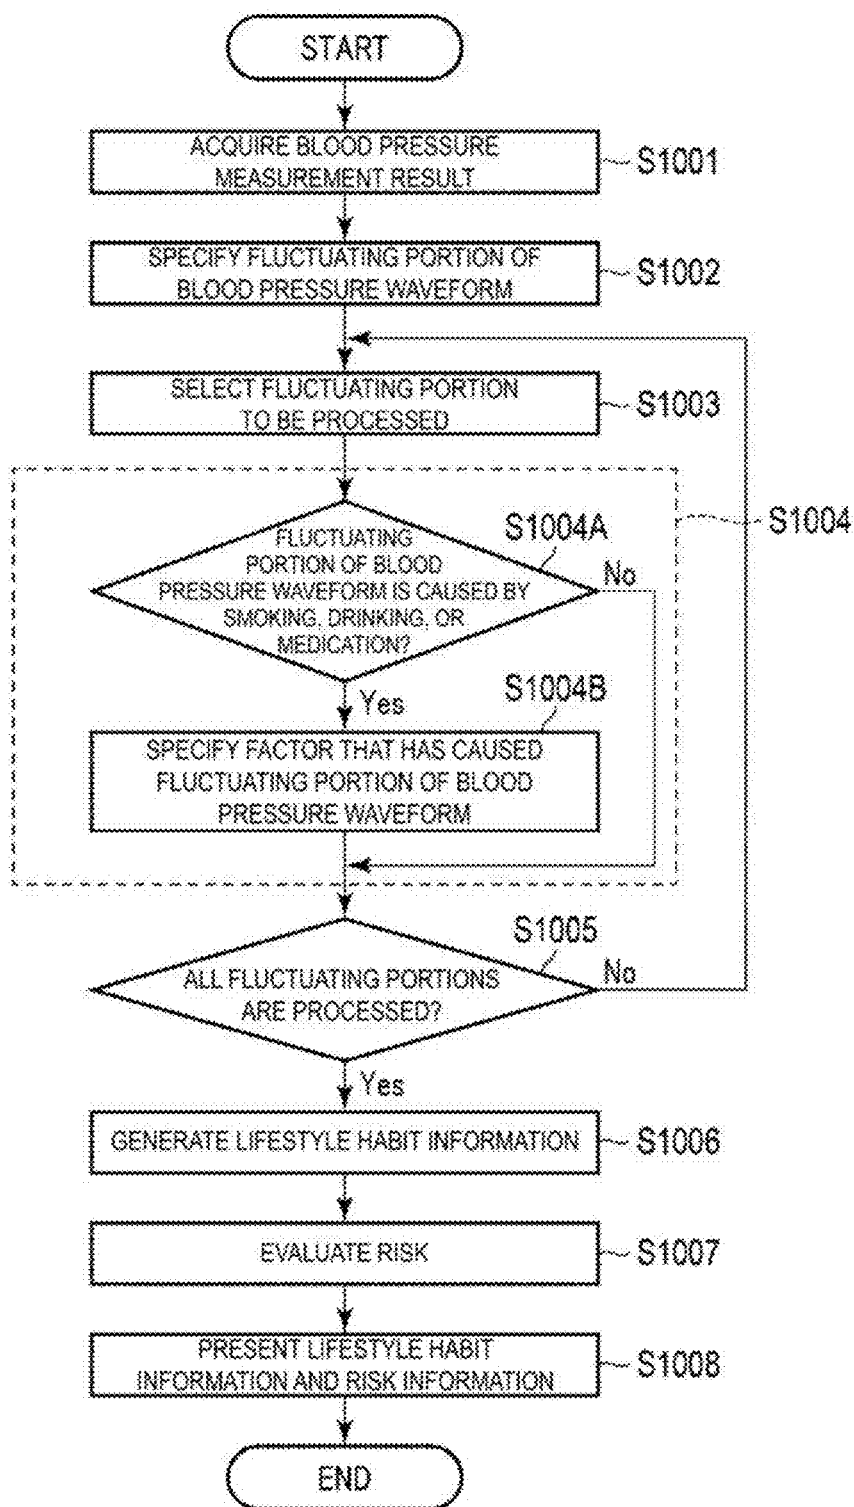 START
ACQUIRE BLOOD PRESSURE
MEASUREMENT RESULT
S1001
SPECIFY FLUCTUATING PORTION OF
BLOOD PRESSURE WAVEFORM
S1002
SELECT FLUCTUATING PORTION
TO BE PROCESSED
S1003
S1004
S1004A
FLUCTUATING
PORTION OF BLOOD
PRESSURE WAVEFORM IS CAUSED BY
SMOKING, DRINKING, OR
MEDICATION?
No
Yes
S1004B
SPECIFY FACTOR THAT HAS CAUSED
FLUCTUATING PORTION OF BLOOD
PRESSURE WAVEFORM
S1005
ALL FLUCTUATING PORTIONS
ARE PROCESSED?
No
Yes
GENERATE LIFESTYLE HABIT INFORMATION
S1006
EVALUATE RISK
S1007
PRESENT LIFESTYLE HABIT
INFORMATION AND RISK INFORMATION
S1008
END